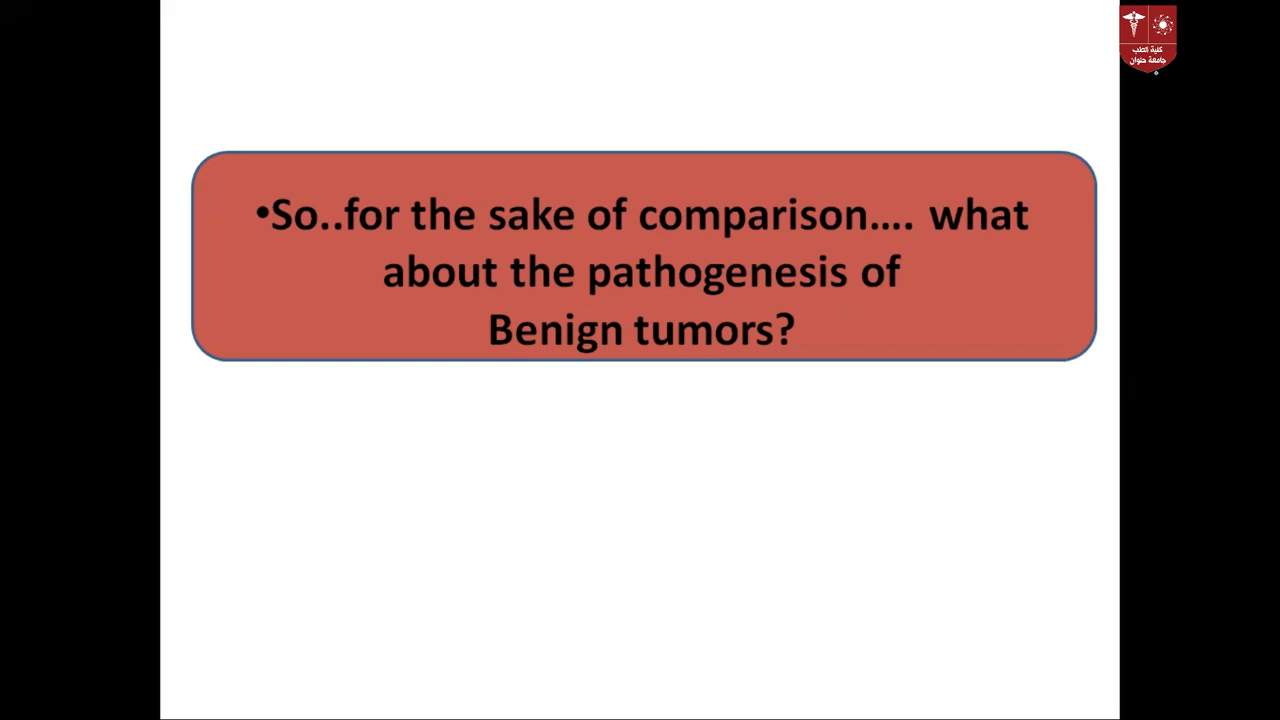 كلية الطب
جامعة حلوان
•So..for the sake of comparison…. what
about the pathogenesis of
Benign tumors?